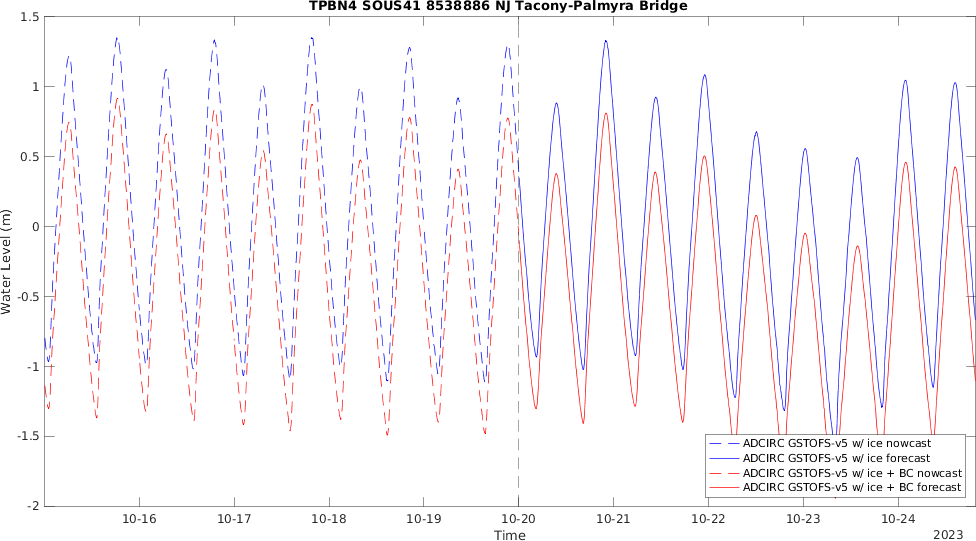 TPBN4 SOUS41 8538886 NJ Tacony-Palmyra Bridge
1.5
1
0.5
0
-0.5
-1
-1.5
-2
Water Level (m)
ADCIRC GSTOFS-v5 w/ ice nowcast
ADCIRC GSTOFS-v5 w/ ice forecast
ADCIRC GSTOFS-v5 w/ ice + BC nowcast
ADCIRC GSTOFS-v5 w/ ice + BC forecast
10-16 10-17 10-18 10-19 10-20 10-21 10-22 10-23 10-24
Time
2023